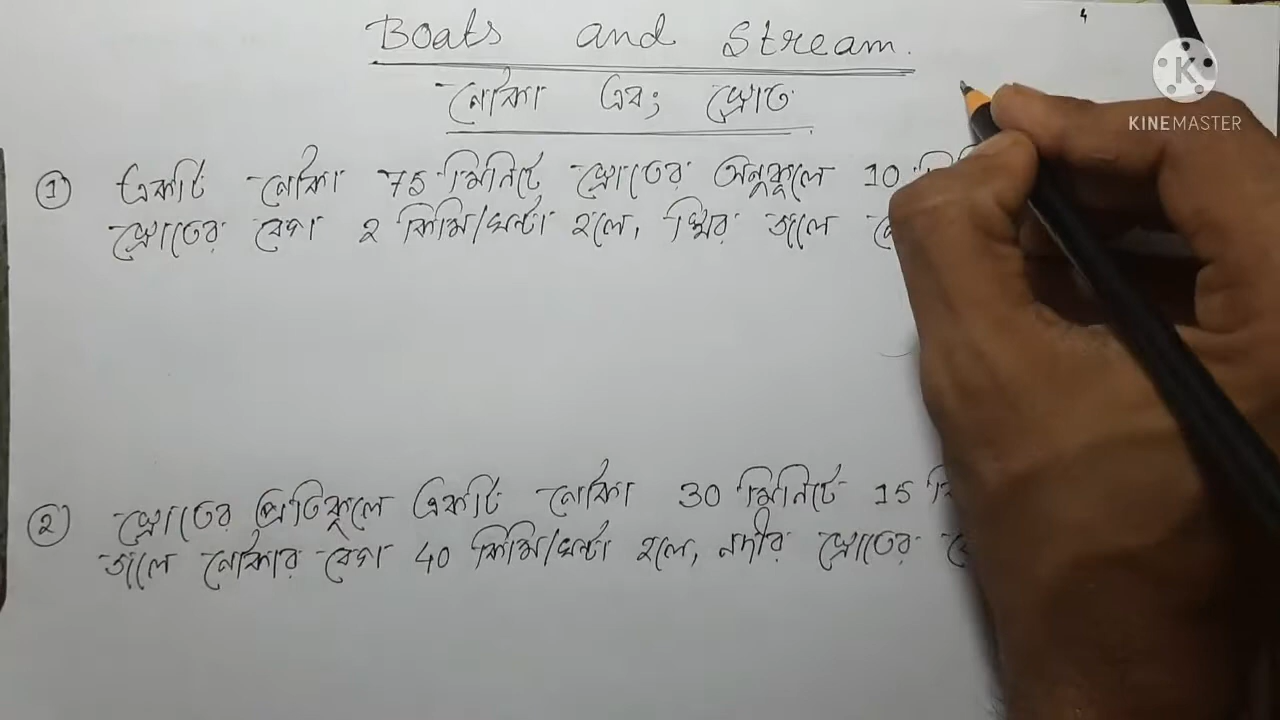 Boats and Stream.
নৌকা এবং স্রোত
① একটি নৌকা 75 মিনিটে স্রোতের অনুকূলে 10
স্রোতের বেগ ২ কিমি/ঘন্টা হলে, স্থির জলে
② স্রোতের প্রতিকূলে একটি নৌকা 30 মিনিটে 15
জলে নৌকার বেগ 40 কিমি/ঘন্টা হলে, নদীর স্রোতের
K
KINEMASTER